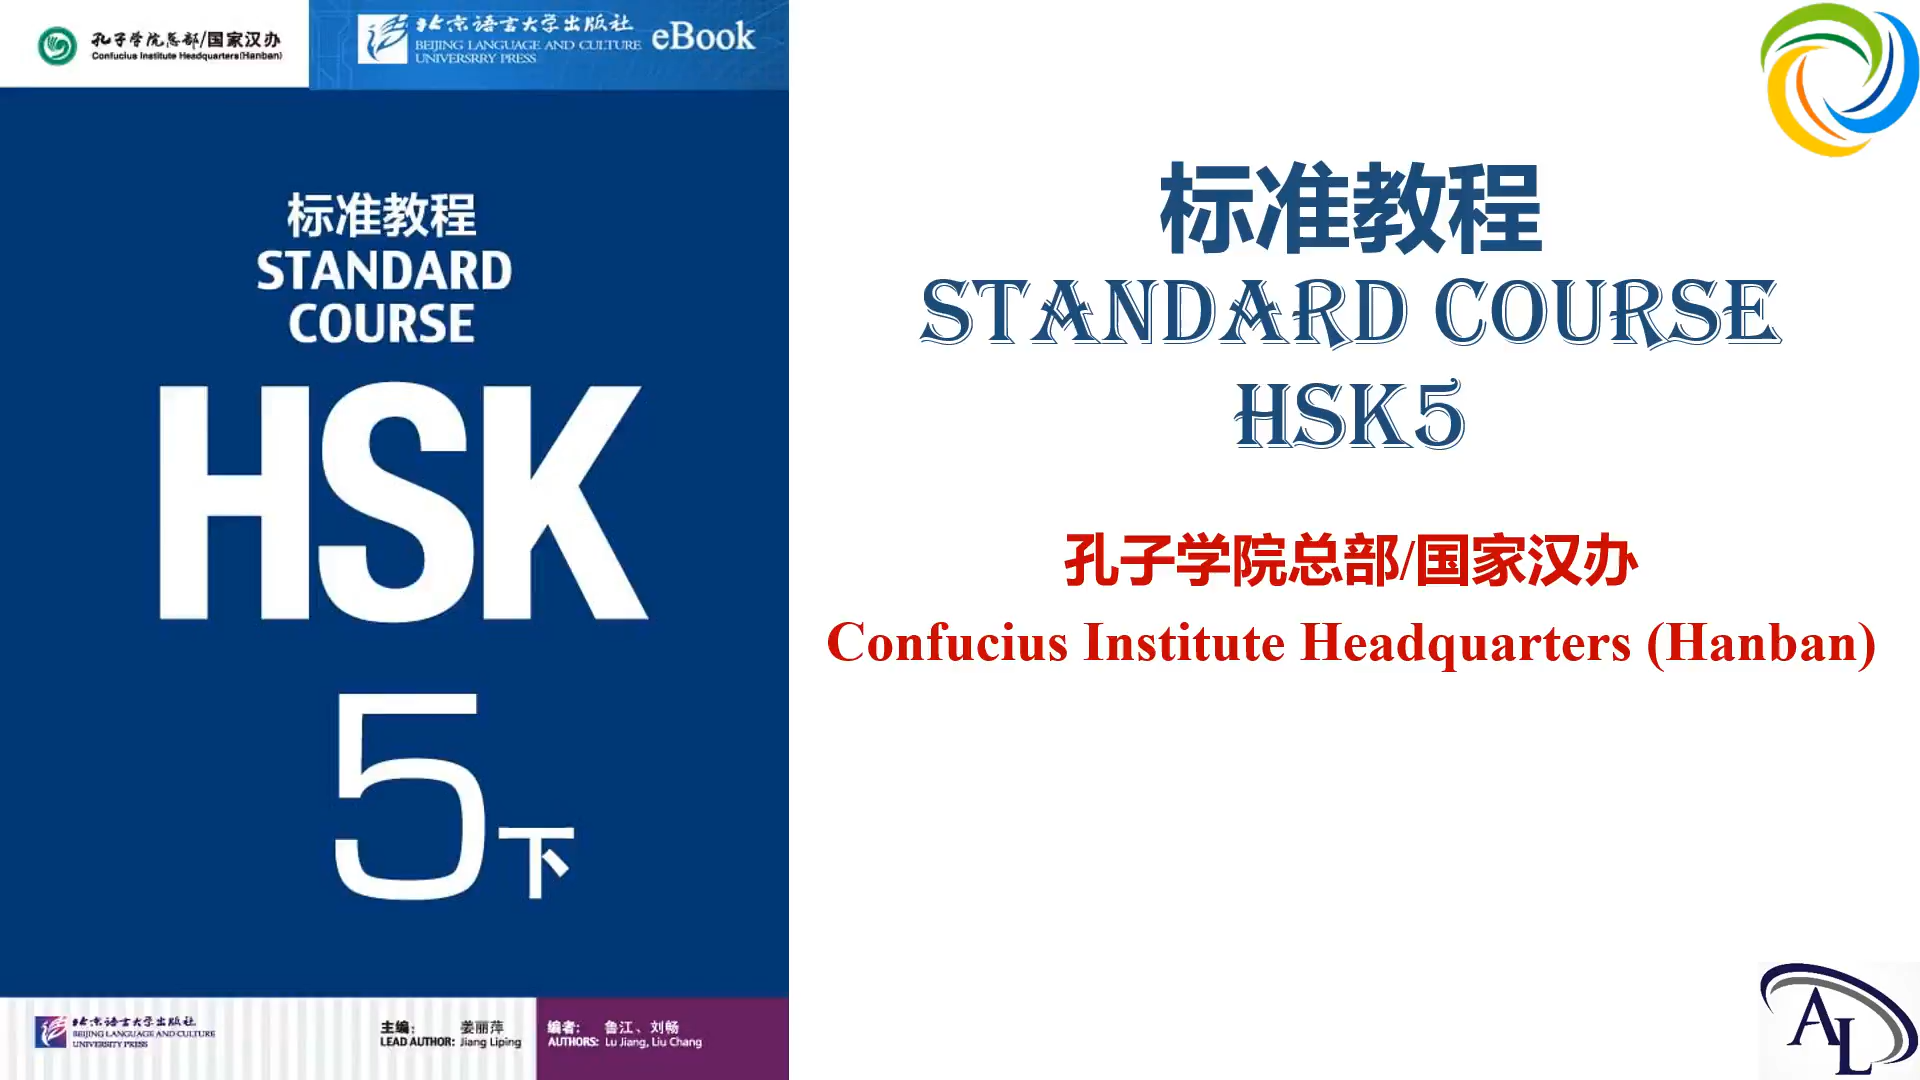 孔子学院总部/国家汉办
Confucius Institute Headquarters(Hanban)
北京语言大学出版社
BEIJING LANGUAGE AND CULTURE
UNIVERSRRY PRESS
eBook
标准教程
STANDARD
COURSE
HSK
5下
北京语言大学出版社
BEIJING LANGUAGE AND CULTURE
UNIVERSITY PRESS
主编: 姜丽萍
LEAD AUTHOR: Jiang Liping
编者: 鲁江、刘畅
AUTHORS: Lu Jiang, Liu Chang
标准教程
STANDARD COURSE
HSK5
孔子学院总部/国家汉办
Confucius Institute Headquarters (Hanban)
AL